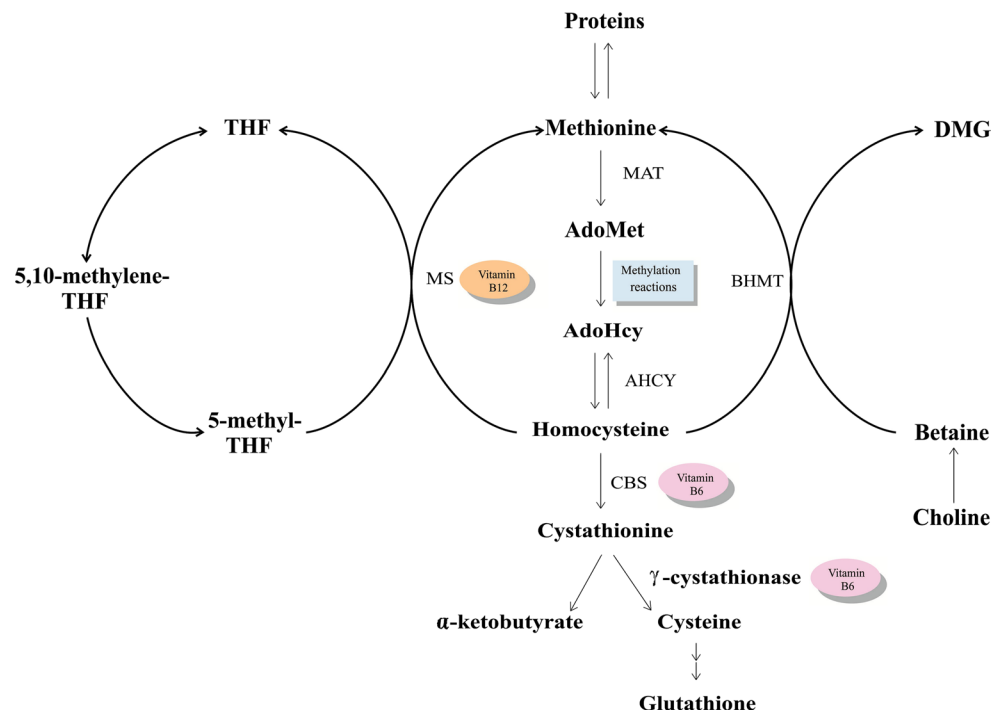 Proteins
THF
Methionine
DMG
MAT
AdoMet
5,10-methylene-
THF
MS
Vitamin
B12
Methylation
reactions
BHMT
AdoHcy
AHCY
5-methyl-
THF
Homocysteine
Betaine
CBS
Vitamin
B6
Choline
Cystathionine
γ-cystathionase
Vitamin
B6
α-ketobutyrate
Cysteine
Glutathione